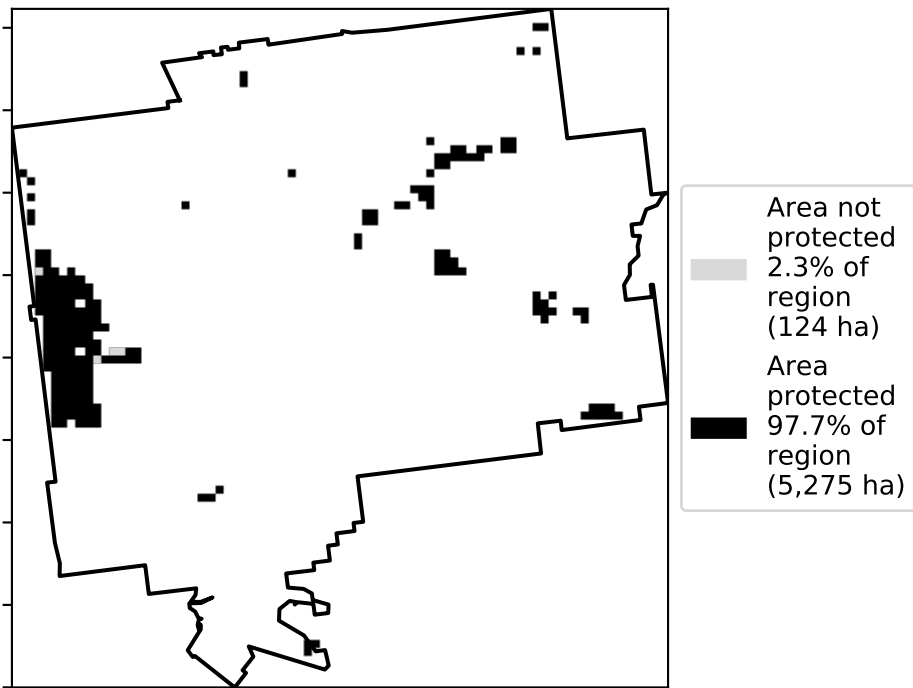 Area not
protected
2.3% of
region
(124 ha)
Area
protected
97.7% of
region
(5,275 ha)